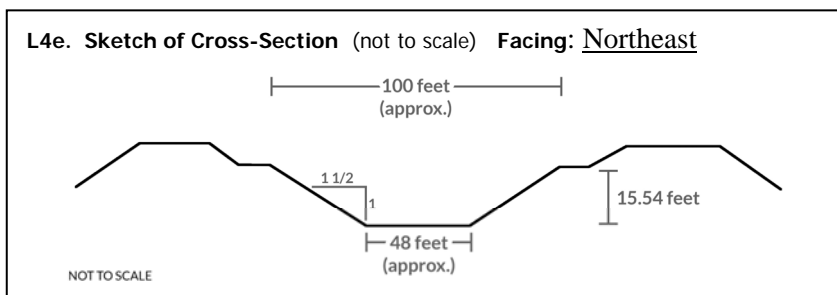 L4e. Sketch of Cross-Section (not to scale) Facing: Northeast
100 feet
(approx.)
1 1/2
1
15.54 feet
48 feet
(approx.)
NOT TO SCALE